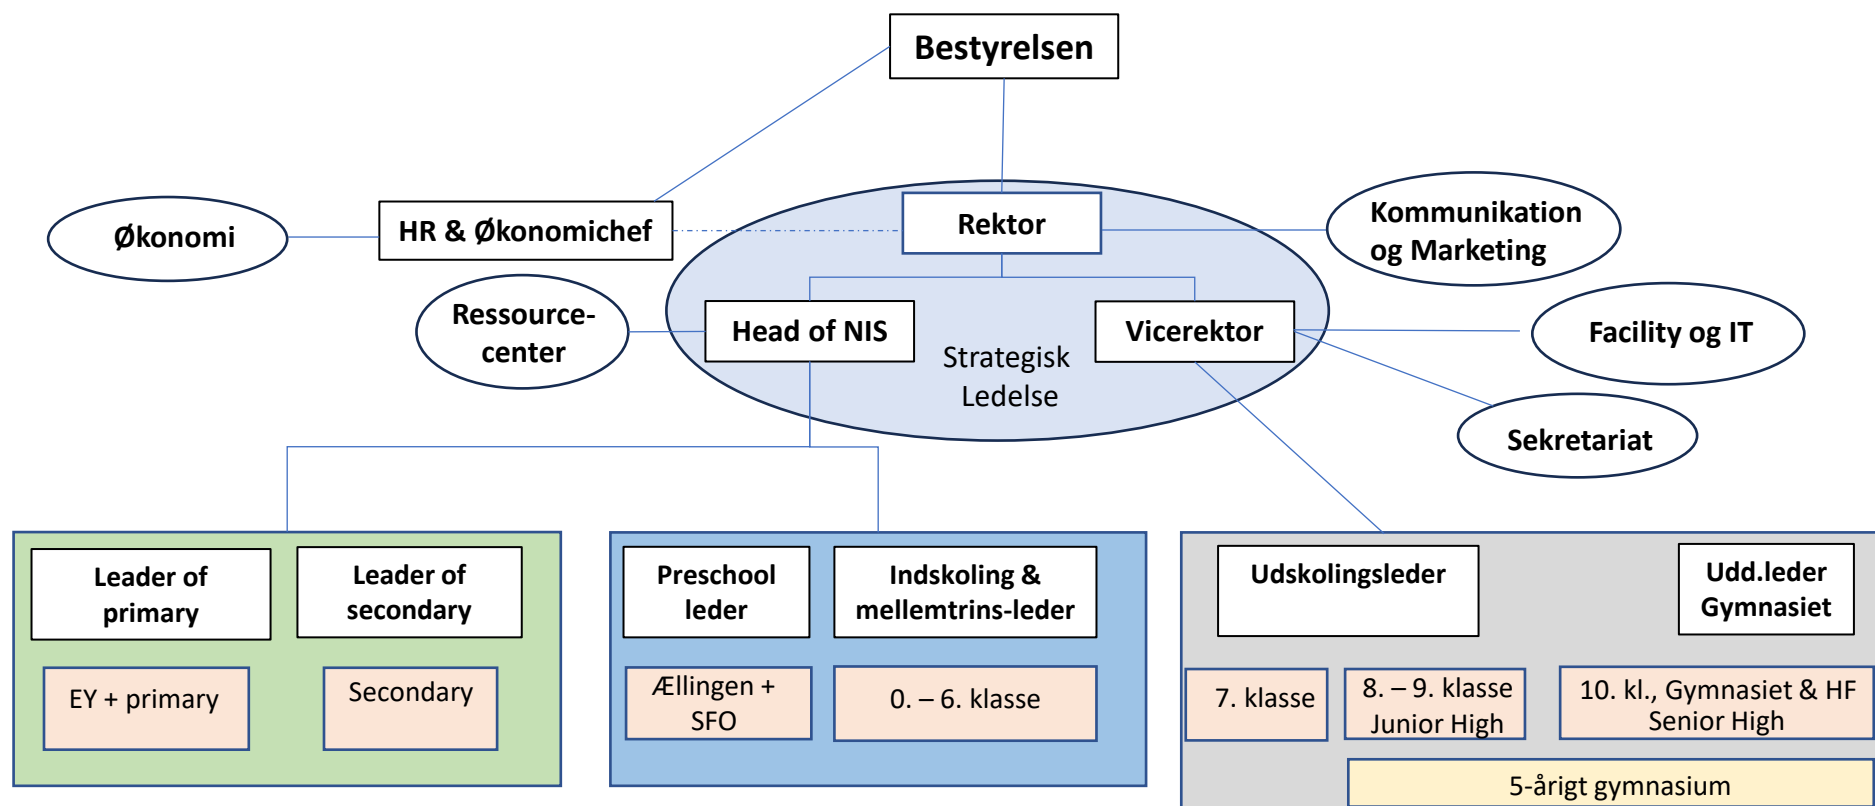 Bestyrelsen
Økonomi
HR & Økonomichef
Rektor
Kommunikation
og Marketing
Ressource-
center
Head of NIS
Vicerektor
Strategisk
Ledelse
Facility og IT
Sekretariat
Leader of
primary
Leader of
secondary
EY + primary
Secondary
Preschool
leder
Indskoling &
mellemtrins-leder
Ællingen +
SFO
0. – 6. klasse
Udskolingsleder
Udd.leder
Gymnasiet
7. klasse
8. – 9. klasse
Junior High
10. kl., Gymnasiet & HF
Senior High
5-årigt gymnasium